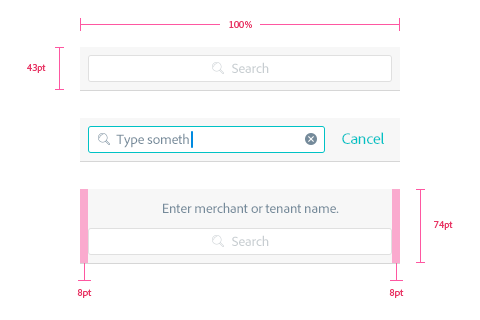 100%
43pt
Search
Type someth
Cancel
Enter merchant or tenant name.
Search
74pt
8pt
8pt